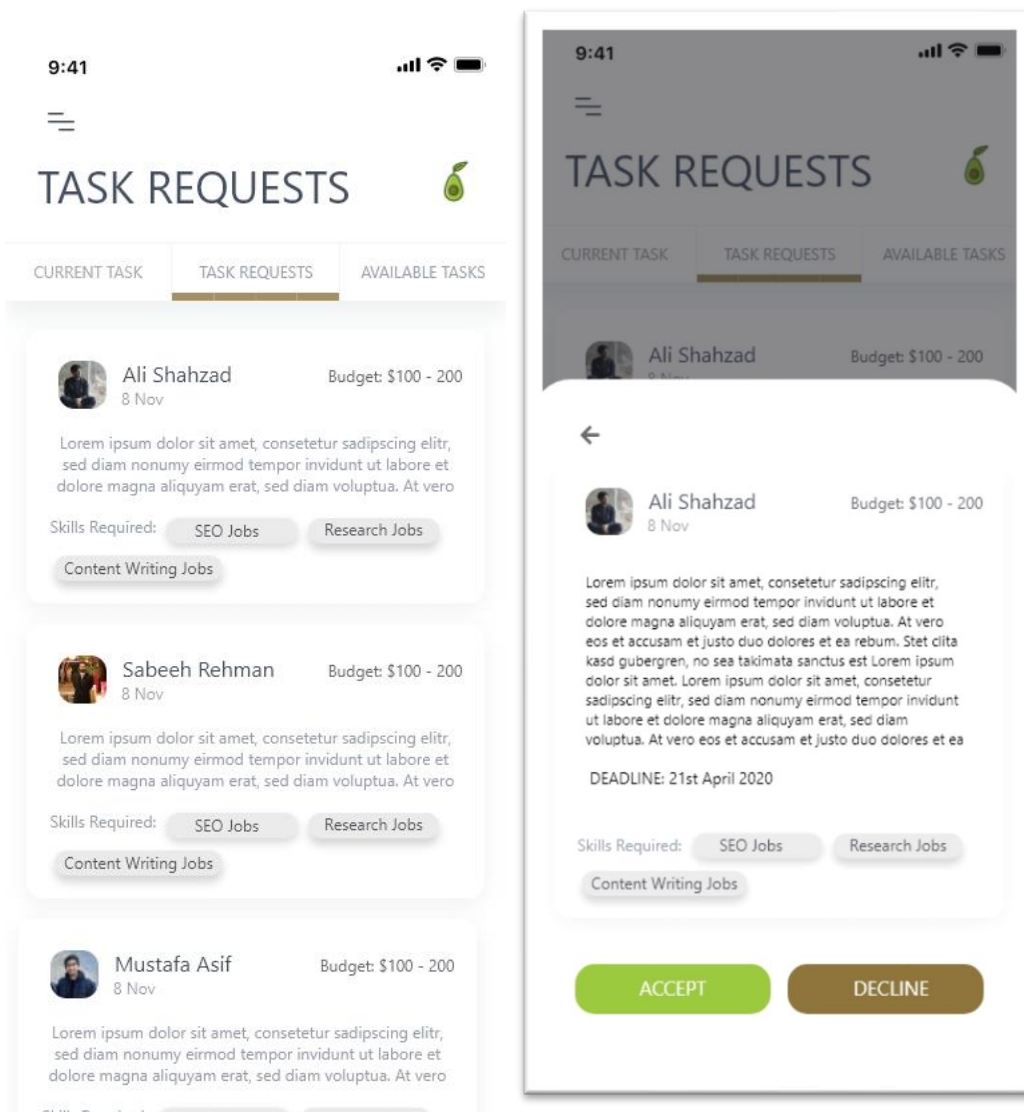 9:41
TASK REQUESTS
CURRENT TASK
TASK REQUESTS
AVAILABLE TASKS
Ali Shahzad
Budget: $100 - 200
8 Nov
Lorem ipsum dolor sit amet, consetetur sadipscing elitr,
sed diam nonumy eirmod tempor invidunt ut labore et
dolore magna aliquyam erat, sed diam voluptua. At vero
Skills Required:
SEO Jobs
Research Jobs
Content Writing Jobs
Sabeeh Rehman
Budget: $100 - 200
8 Nov
Lorem ipsum dolor sit amet, consetetur sadipscing elitr,
sed diam nonumy eirmod tempor invidunt ut labore et
dolore magna aliquyam erat, sed diam voluptua. At vero
Skills Required:
SEO Jobs
Research Jobs
Content Writing Jobs
Mustafa Asif
Budget: $100 - 200
8 Nov
Lorem ipsum dolor sit amet, consetetur sadipscing elitr,
sed diam nonumy eirmod tempor invidunt ut labore et
dolore magna aliquyam erat, sed diam voluptua. At vero
9:41
TASK REQUESTS
CURRENT TASK
TASK REQUESTS
AVAILABLE TASKS
Ali Shahzad
Budget: $100 - 200
Ali Shahzad
Budget: $100 - 200
8 Nov
Lorem ipsum dolor sit amet, consetetur sadipscing elitr,
sed diam nonumy eirmod tempor invidunt ut labore et
dolore magna aliquyam erat, sed diam voluptua. At vero
eos et accusam et justo duo dolores et ea rebum. Stet clita
kasd gubergren, no sea takimata sanctus est Lorem ipsum
dolor sit amet. Lorem ipsum dolor sit amet, consetetur
sadipscing elitr, sed diam nonumy eirmod tempor invidunt
ut labore et dolore magna aliquyam erat, sed diam
voluptua. At vero eos et accusam et justo duo dolores et ea
DEADLINE: 21st April 2020
Skills Required:
SEO Jobs
Research Jobs
Content Writing Jobs
ACCEPT
DECLINE